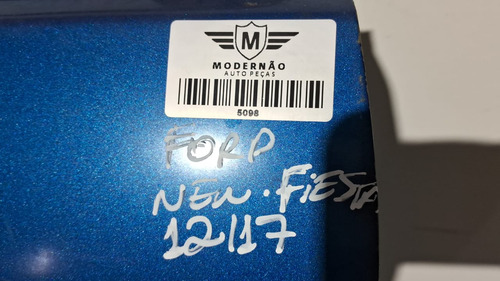 M
MODERNÃO
AUTO PEÇAS
5098
FORD
NEW. FIESTA
12/17